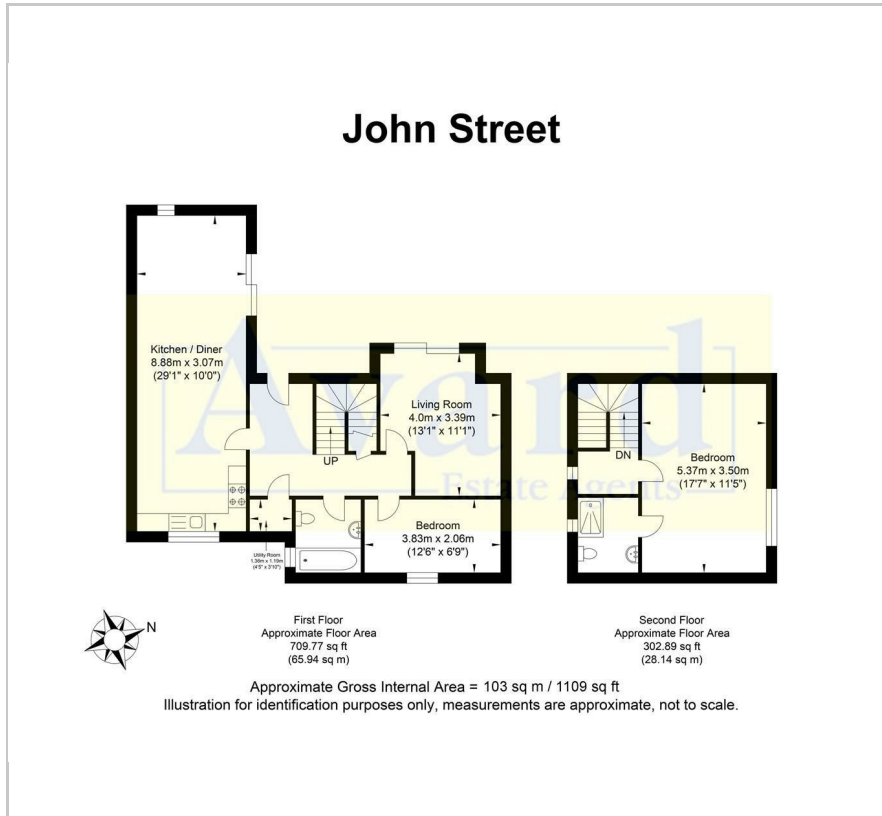 John Street
Kitchen / Diner
8.88m x 3.07m
(29'1" x 10'0")
Living Room
4.0m x 3.39m
(13'1" x 11'1")
UP
Bedroom
3.83m x 2.06m
(12'6" x 6'9")
Utility Room
1.36m x 1.19m
(4'5" x 3'10")
DN
Bedroom
5.37m x 3.50m
(17'7" x 11'5")
Avard
Estate Agents
N
First Floor
Approximate Floor Area
709.77 sq ft
(65.94 sq m)
Second Floor
Approximate Floor Area
302.89 sq ft
(28.14 sq m)
Approximate Gross Internal Area = 103 sq m / 1109 sq ft
Illustration for identification purposes only, measurements are approximate, not to scale.